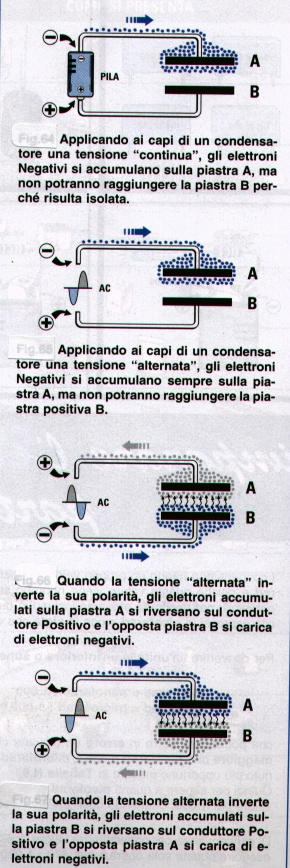 PILA
A
B
Fig.64 Applicando ai capi di un condensa-
tore una tensione "continua", gli elettroni
Negativi si accumulano sulla piastra A, ma
non potranno raggiungere la piastra B per-
ché risulta isolata.
AC
A
B
Fig.65 Applicando ai capi di un condensa-
tore una tensione "alternata", gli elettroni
Negativi si accumulano sempre sulla pia-
stra A, ma non potranno raggiungere la pia-
stra positiva B.
AC
A
B
Fig.66 Quando la tensione "alternata" in-
verte la sua polarità, gli elettroni accumu-
lati sulla piastra A si riversano sul condut-
tore Positivo e l'opposta piastra B si carica
di elettroni negativi.
AC
A
B
Fig.67 Quando la tensione alternata inverte
la sua polarità, gli elettroni accumulati sul-
la piastra B si riversano sul conduttore Po-
sitivo e l'opposta piastra A si carica di e-
lettroni negativi.